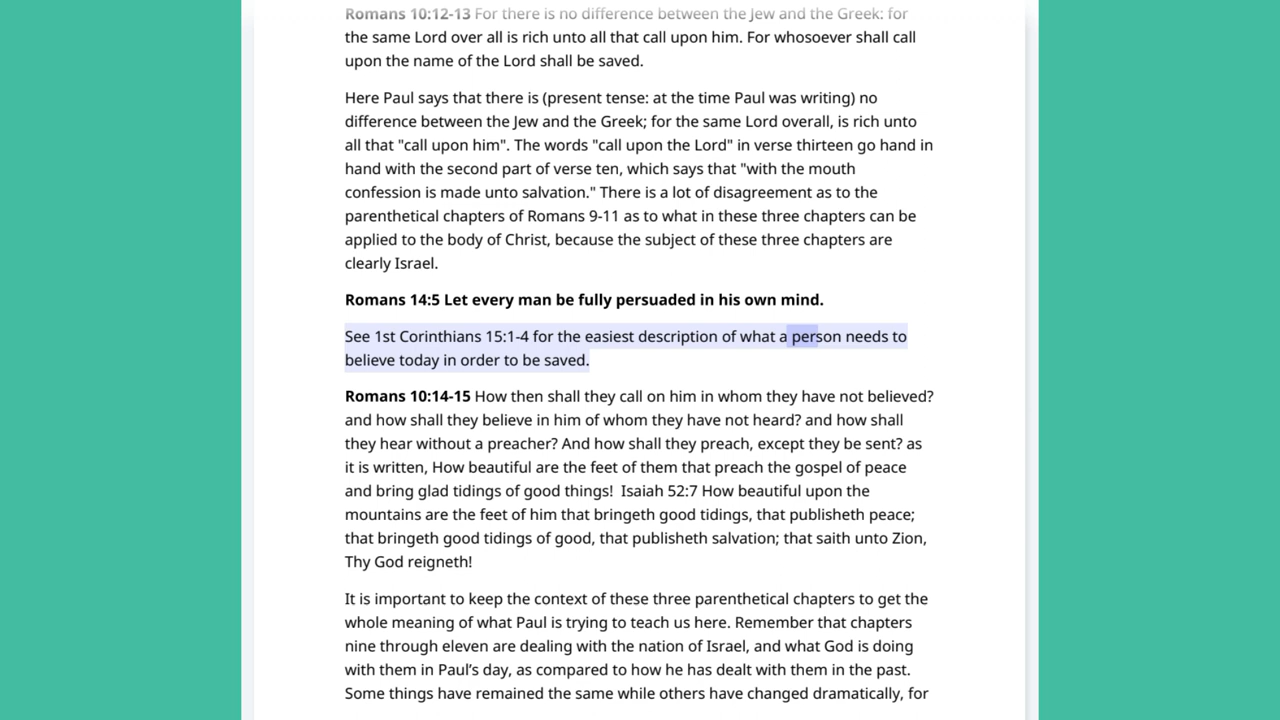 Romans 10:12-13 For there is no difference between the Jew and the Greek: for
the same Lord over all is rich unto all that call upon him. For whosoever shall call
upon the name of the Lord shall be saved.
Here Paul says that there is (present tense: at the time Paul was writing) no
difference between the Jew and the Greek; for the same Lord overall, is rich unto
all that "call upon him". The words "call upon the Lord" in verse thirteen go hand in
hand with the second part of verse ten, which says that "with the mouth
confession is made unto salvation." There is a lot of disagreement as to the
parenthetical chapters of Romans 9-11 as to what in these three chapters can be
applied to the body of Christ, because the subject of these three chapters are
clearly Israel.
Romans 14:5 Let every man be fully persuaded in his own mind.
See 1st Corinthians 15:1-4 for the easiest description of what a person needs to
believe today in order to be saved.
Romans 10:14-15 How then shall they call on him in whom they have not believed?
and how shall they believe in him of whom they have not heard? and how shall
they hear without a preacher? And how shall they preach, except they be sent? as
it is written, How beautiful are the feet of them that preach the gospel of peace
and bring glad tidings of good things!  Isaiah 52:7 How beautiful upon the
mountains are the feet of him that bringeth good tidings, that publisheth peace;
that bringeth good tidings of good, that publisheth salvation; that saith unto Zion,
Thy God reigneth!
It is important to keep the context of these three parenthetical chapters to get the
whole meaning of what Paul is trying to teach us here. Remember that chapters
nine through eleven are dealing with the nation of Israel, and what God is doing
with them in Paul’s day, as compared to how he has dealt with them in the past.
Some things have remained the same while others have changed dramatically, for